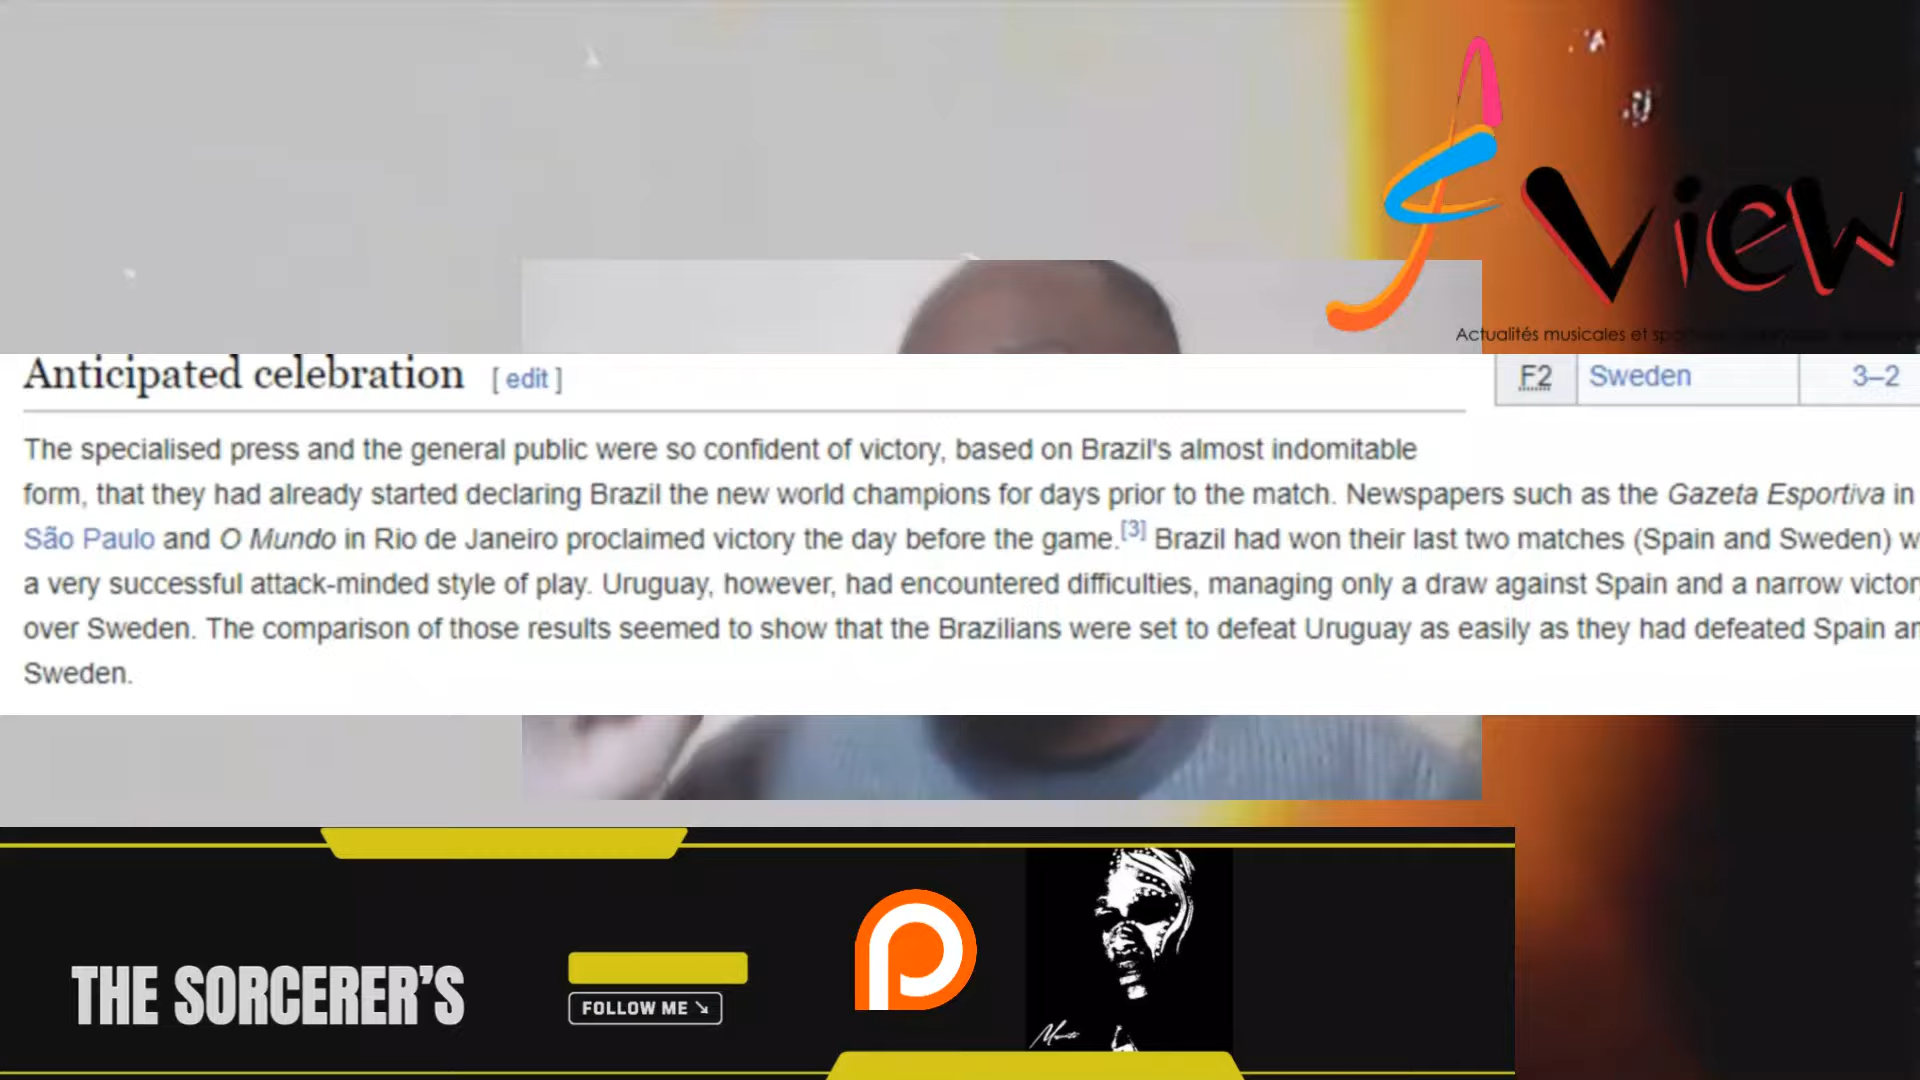 View
Actualités musicales et
Anticipated celebration [ edit ]
F2 Sweden 3–2
The specialised press and the general public were so confident of victory, based on Brazil's almost indomitable
form, that they had already started declaring Brazil the new world champions for days prior to the match. Newspapers such as the Gazeta Esportiva in
São Paulo and O Mundo in Rio de Janeiro proclaimed victory the day before the game.[3] Brazil had won their last two matches (Spain and Sweden) w
a very successful attack-minded style of play. Uruguay, however, had encountered difficulties, managing only a draw against Spain and a narrow victor
over Sweden. The comparison of those results seemed to show that the Brazilians were set to defeat Uruguay as easily as they had defeated Spain an
Sweden.
THE SORCERER'S
FOLLOW ME ↘